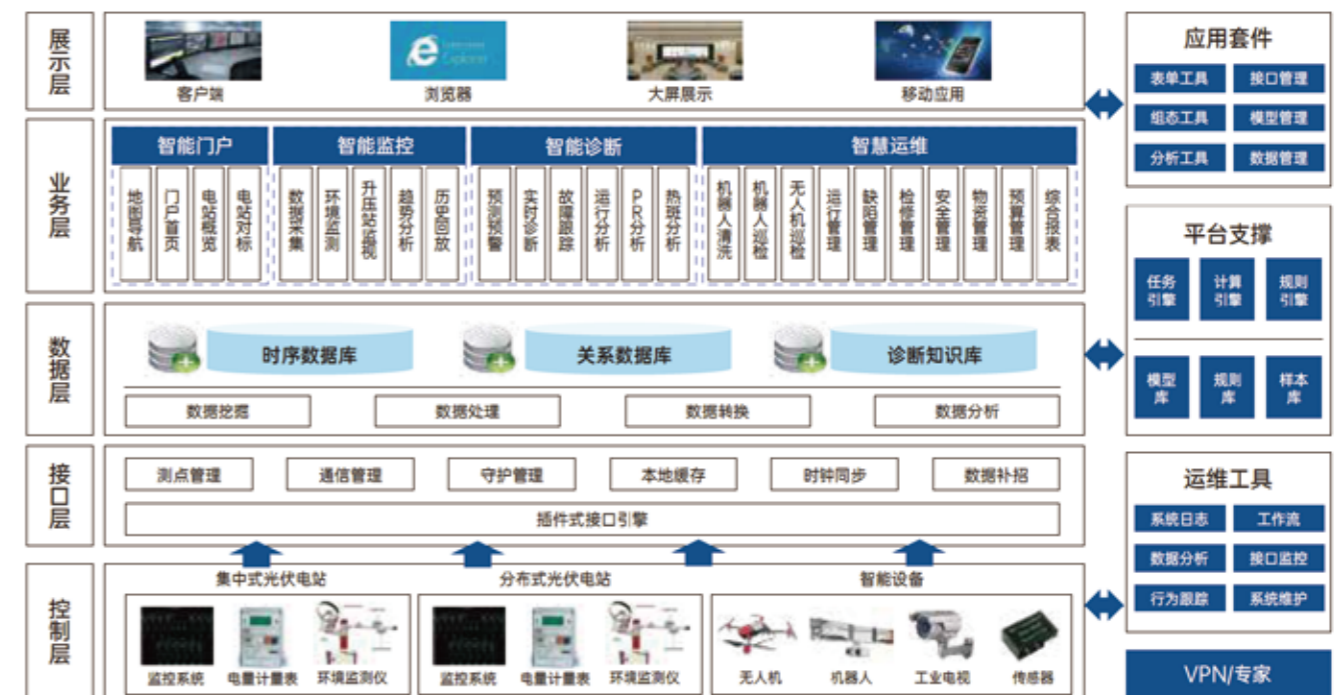 展示层
客户端
浏览器
大屏展示
移动应用
业务层
智能门户
智能监控
智能诊断
智慧运维
地图导航
门户首页
电站概览
电站对标
数据采集
环境监测
升压站监视
趋势分析
历史回放
预测预警
实时诊断
故障跟踪
运行分析
PR分析
热斑分析
机器人清洗
机器人巡检
无人机巡检
运行管理
缺陷管理
检修管理
安全管理
物资管理
预算管理
综合报表
数据层
时序数据库
关系数据库
诊断知识库
数据挖掘
数据处理
数据转换
数据分析
接口层
测点管理
通信管理
守护管理
本地缓存
时钟同步
数据补招
插件式接口引擎
控制层
集中式光伏电站
监控系统
电量计量表
环境监测仪
分布式光伏电站
监控系统
电量计量表
环境监测仪
智能设备
无人机
机器人
工业电视
传感器
应用套件
表单工具
接口管理
组态工具
模型管理
分析工具
数据管理
平台支撑
任务
引擎
计算
引擎
规则
引擎
模型
库
规则
库
样本
库
运维工具
系统日志
工作流
数据分析
接口监控
行为跟踪
系统维护
VPN/专家